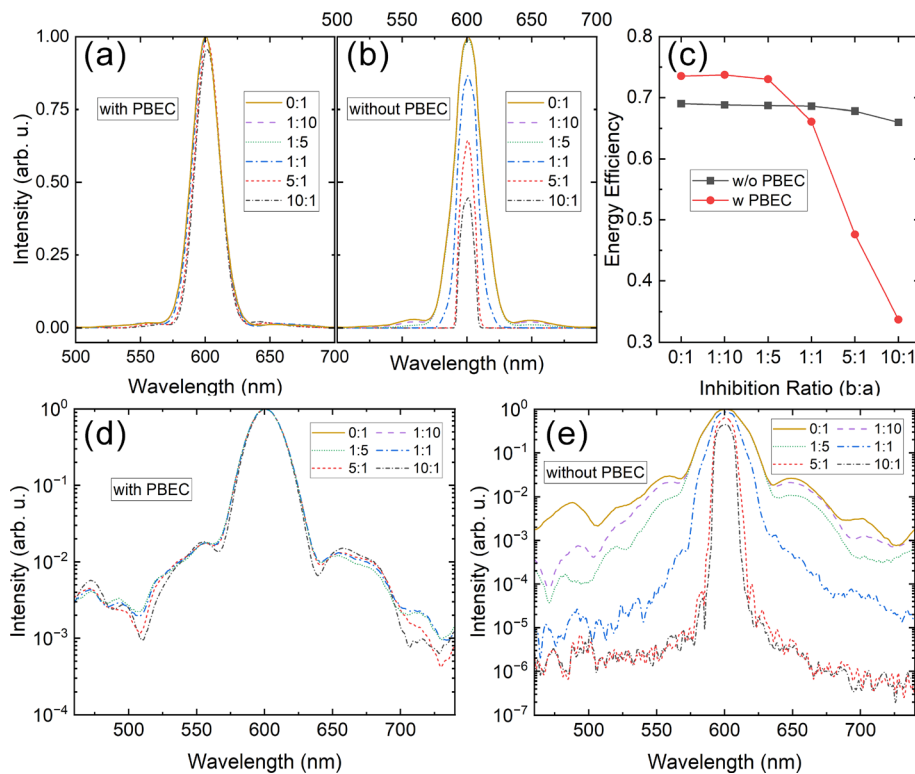 500 550 600 650 700
(a)
with PBEC
0:1
1:10
1:5
1:1
5:1
10:1
1.00
0.75
0.50
0.25
0.00
Intensity (arb. u.)
500 550 600 650 700
Wavelength (nm)
(b)
without PBEC
0:1
1:10
1:5
1:1
5:1
10:1
550 600 650 700
Wavelength (nm)
(c)
0.8
0.7
0.6
0.5
0.4
0.3
Energy Efficiency
w/o PBEC
w PBEC
0:1 1:10 1:5 1:1 5:1 10:1
Inhibition Ratio (b:a)
(d)
with PBEC
0:1 1:10
1:5 1:1
5:1 10:1
10⁰
10⁻¹
10⁻²
10⁻³
10⁻⁴
Intensity (arb. u.)
500 550 600 650 700
Wavelength (nm)
(e)
without PBEC
0:1 1:10
1:5 1:1
5:1 10:1
10⁰
10⁻¹
10⁻²
10⁻³
10⁻⁴
10⁻⁵
10⁻⁶
10⁻⁷
Intensity (arb. u.)
500 550 600 650 700
Wavelength (nm)